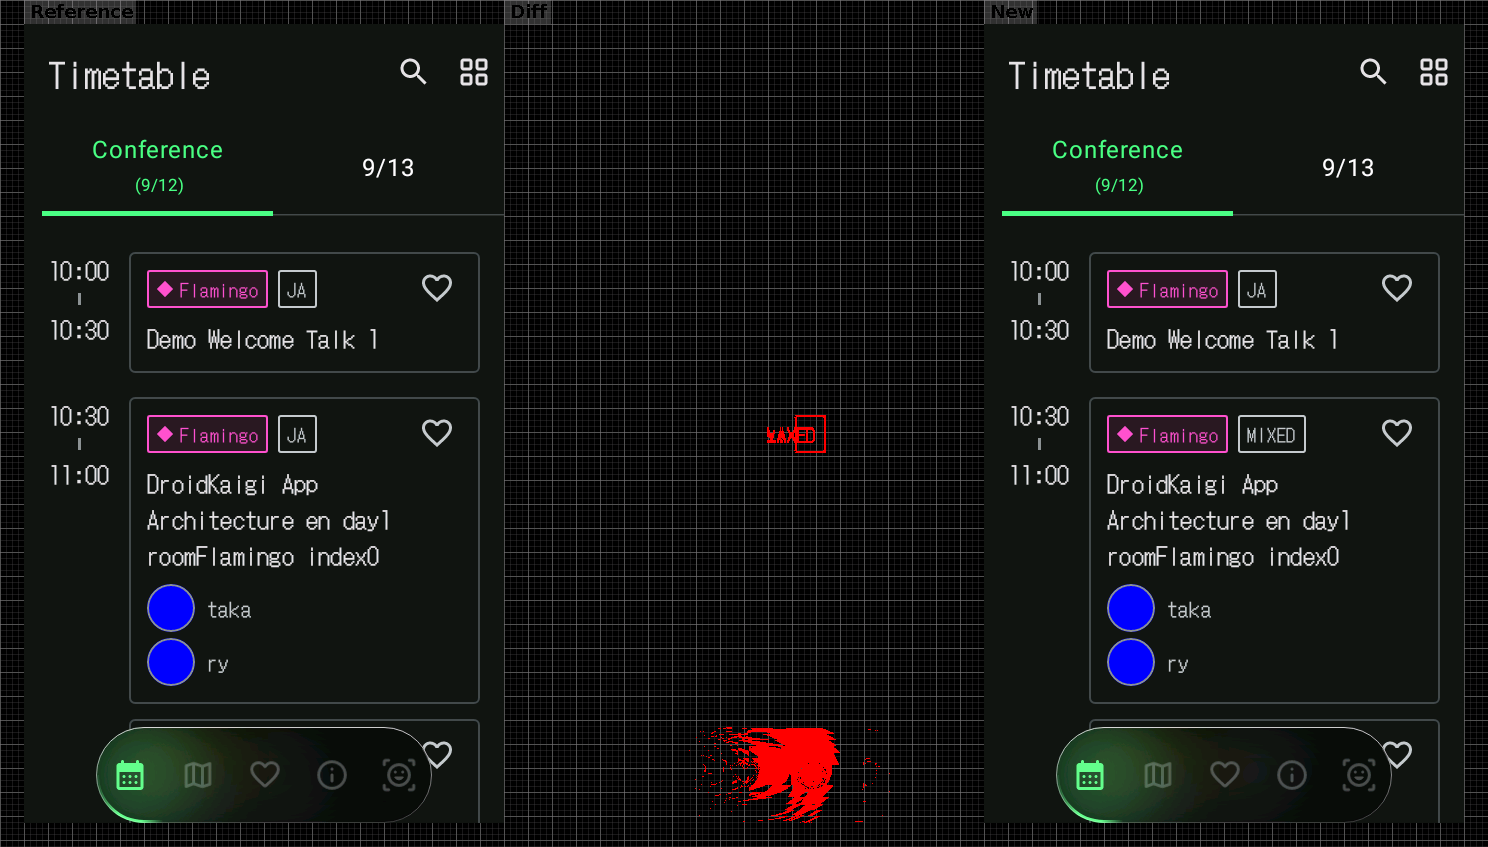 Reference
Diff
New
Timetable
Conference
(9/12)
9/13
10:00
10:30
Flamingo
JA
Demo Welcome Talk 1
10:30
11:00
Flamingo
JA
DroidKaigi App
Architecture en day1
roomFlamingo index0
taka
ry
Timetable
Conference
(9/12)
9/13
10:00
10:30
Flamingo
JA
Demo Welcome Talk 1
10:30
11:00
Flamingo
MIXED
DroidKaigi App
Architecture en day1
roomFlamingo index0
taka
ry